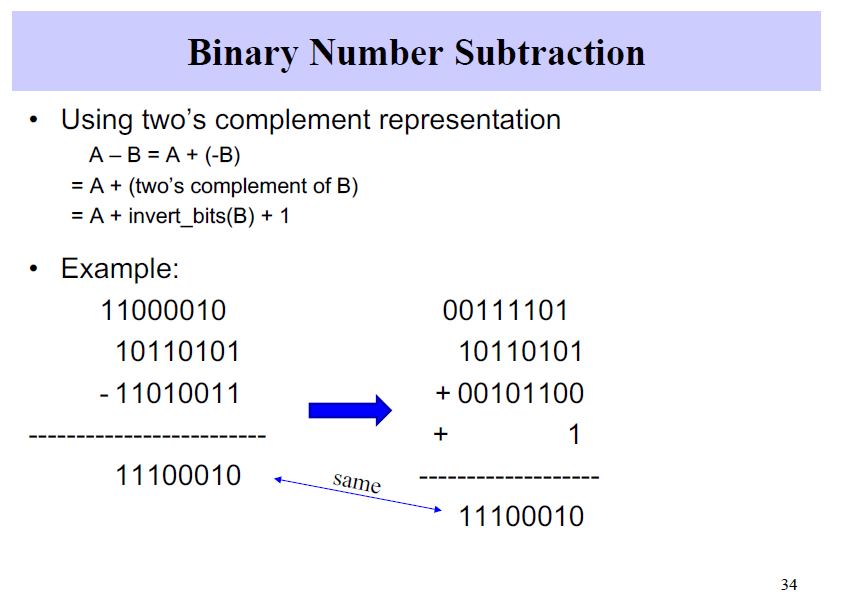 Binary Number Subtraction
• Using two’s complement representation
A – B = A + (-B)
= A + (two’s complement of B)
= A + invert_bits(B) + 1
• Example:
11000010
10110101
- 11010011
-------------------------
11100010
00111101
10110101
+ 00101100
+ 1
-------------------
11100010
same
34